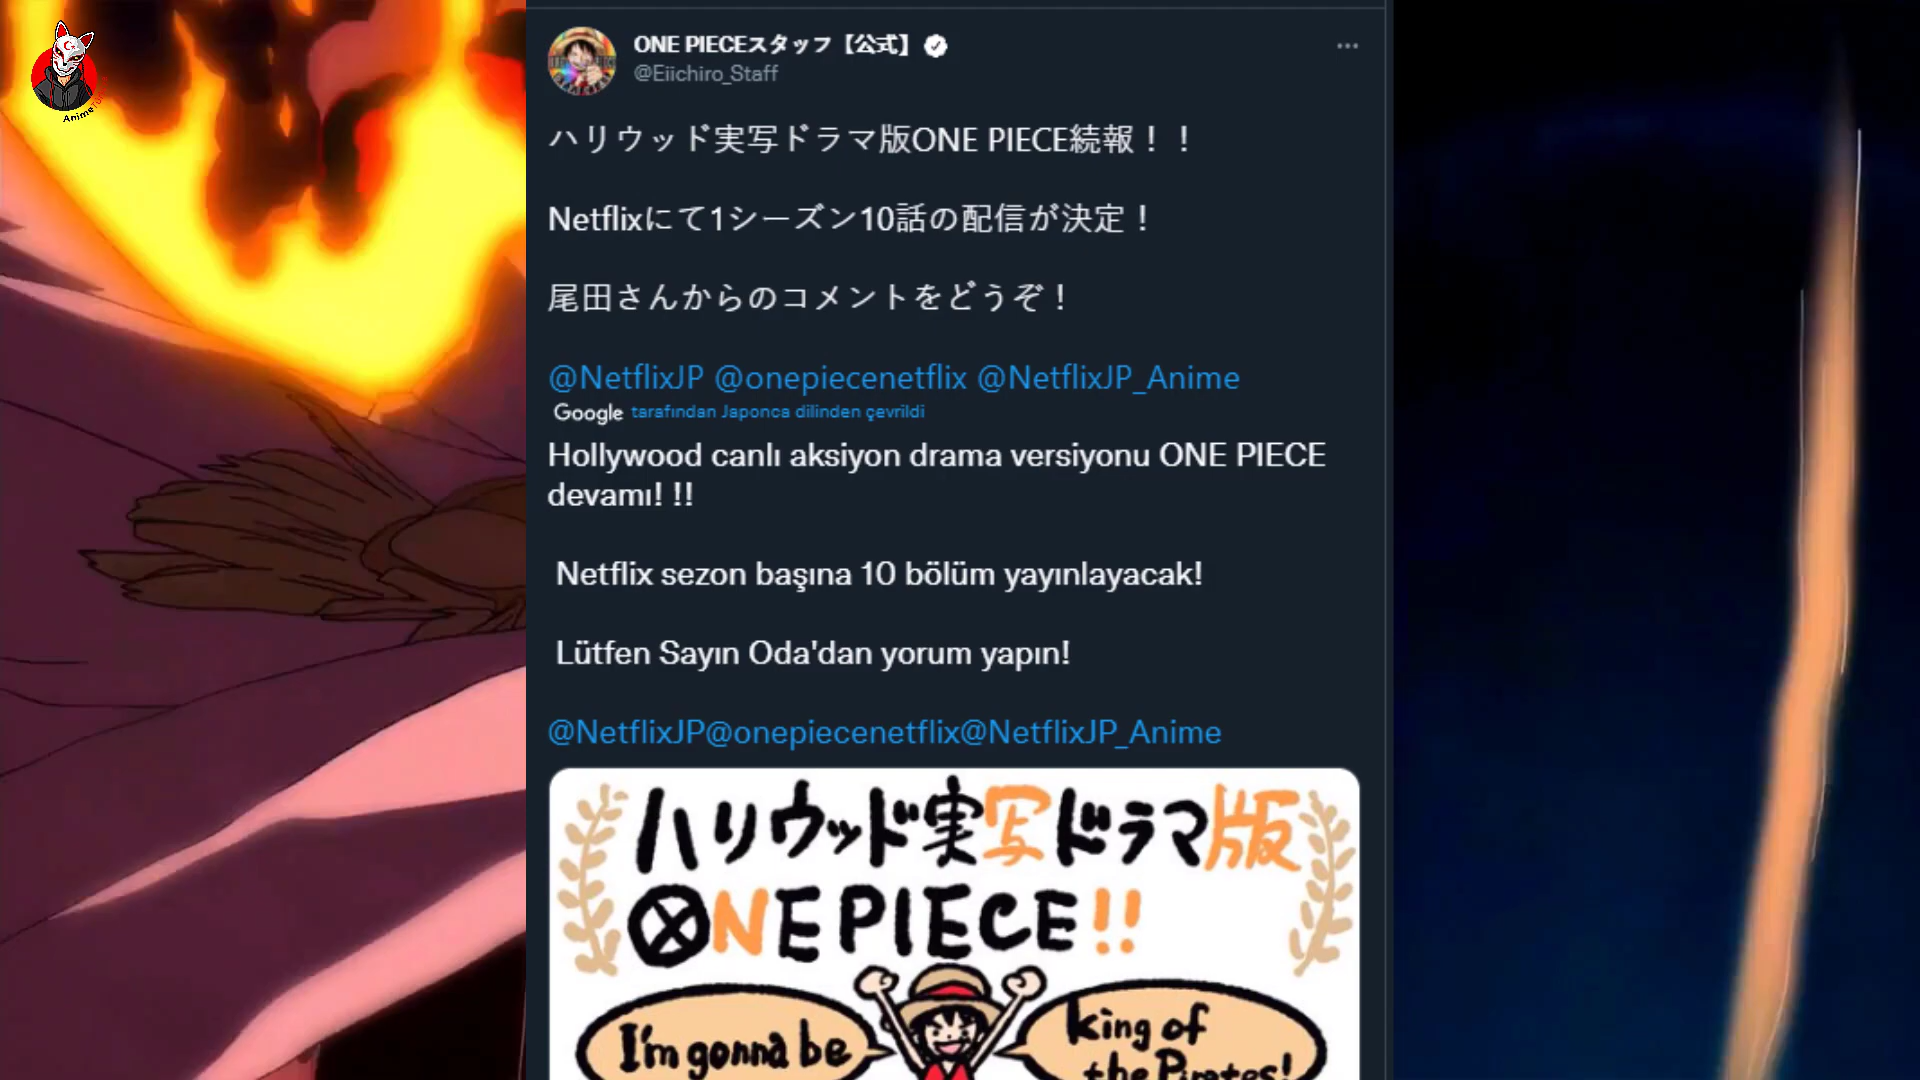 Anime
ONE PIECEスタッフ【公式】
@Eiichiro_Staff
ハリウッド実写ドラマ版ONE PIECE続報！！
Netflixにて1シーズン10話の配信が決定！
尾田さんからのコメントをどうぞ！
@NetflixJP @onepiecenetflix @NetflixJP_Anime
Google tarafından Japonca dilinden çevrildi
Hollywood canlı aksiyon drama versiyonu ONE PIECE
devamı! !!
Netflix sezon başına 10 bölüm yayınlayacak!
Lütfen Sayın Oda'dan yorum yapın!
@NetflixJP@onepiecenetflix@NetflixJP_Anime
ハリウッド実写ドラマ版
ONE PIECE!!
I'm gonna be
king of
the Pirates!